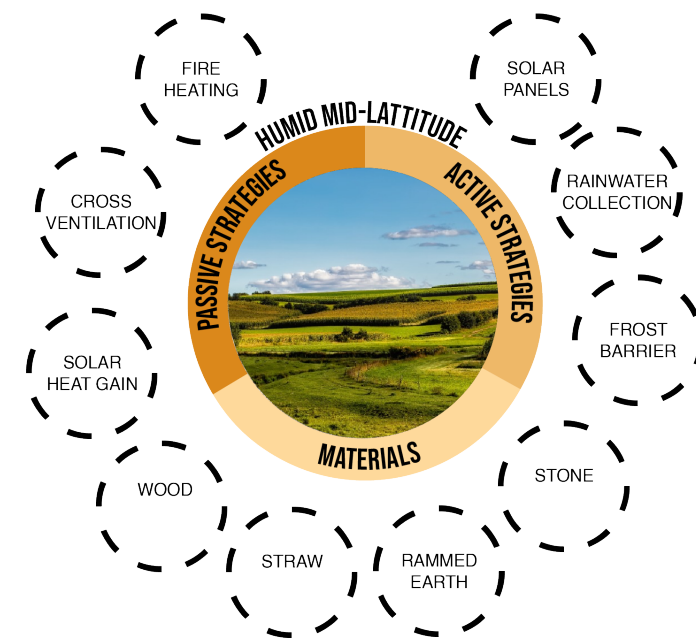 FIRE
HEATING
SOLAR
PANELS
HUMID MID-LATTITUDE
CROSS
VENTILATION
PASSIVE STRATEGIES
ACTIVE STRATEGIES
RAINWATER
COLLECTION
SOLAR
HEAT GAIN
FROST
BARRIER
MATERIALS
WOOD
STONE
STRAW
RAMMED
EARTH